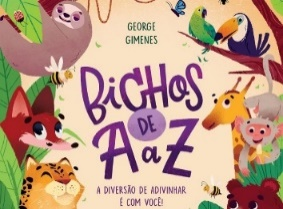 GEORGE
GIMENES
BiCHOS
DE
A a Z
A DIVERSÃO DE ADIVINHAR
É COM VOCÊ!